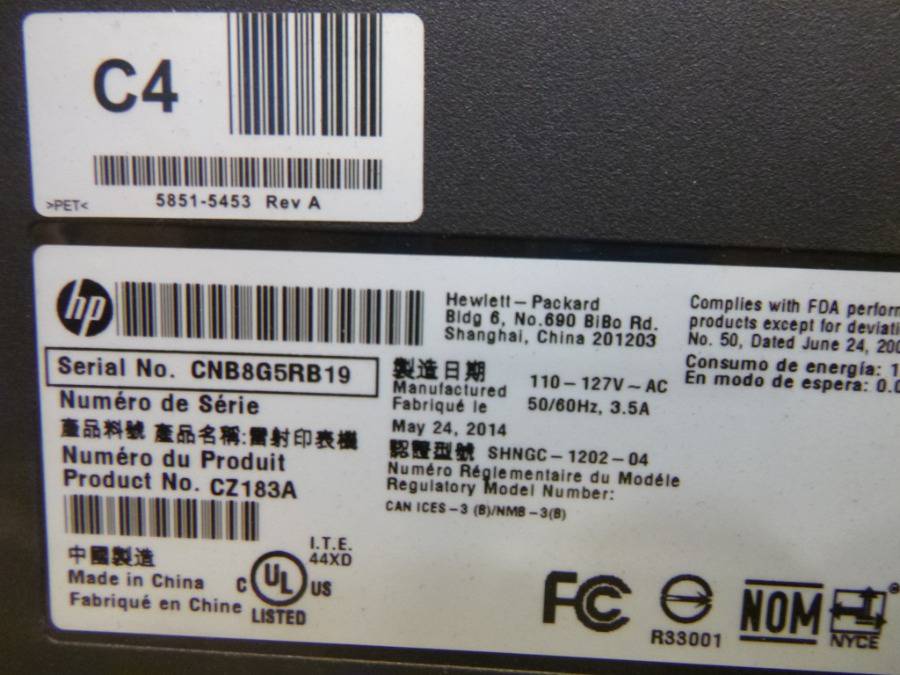 C4
>PET<
5851-5453 Rev A
hp
Serial No. CNB8G5RB19
Numéro de Série
產品料號 產品名稱:雷射印表機
Numéro du Produit
Product No. CZ183A
中國製造
Made in China
Fabriqué en Chine
C UL US
LISTED
I.T.E.
44XD
Hewlett-Packard
Bldg 6, No.690 BiBo Rd.
Shanghai, China 201203
製造日期
Manufactured
Fabriqué le
May 24, 2014
110-127V~AC
50/60Hz, 3.5A
認證型號 SHNGC-1202-04
Numéro Réglementaire du Modéle
Regulatory Model Number:
CAN ICES-3 (B)/NMB-3(B)
Complies with FDA perform
products except for deviati
No. 50, Dated June 24, 200
Consumo de energía: 1
En modo de espera: 0.0
FC
R33001
NOM
NYCE
®